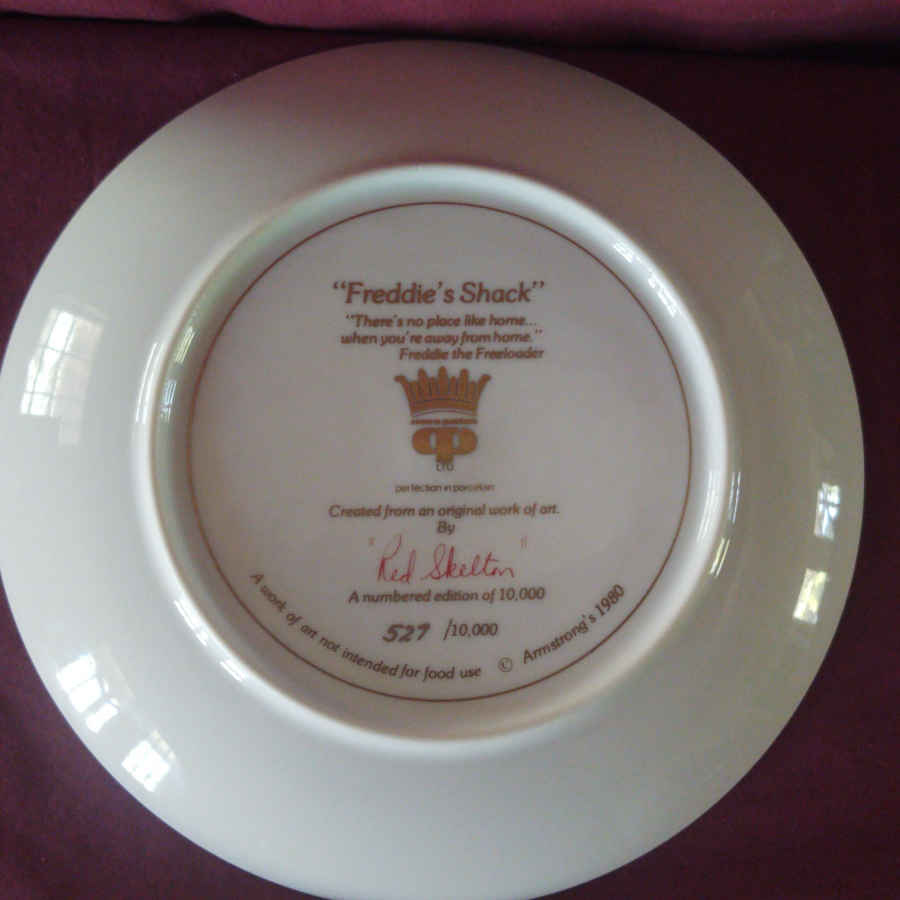 “Freddie's Shack”
“There's no place like home...
when you're away from home.”
Freddie the Freeloader
LTD
perfection in porcelain
Created from an original work of art.
By
" Red Skelton "
A numbered edition of 10,000
527 /10,000
A work of art not intended for food use © Armstrong's 1980